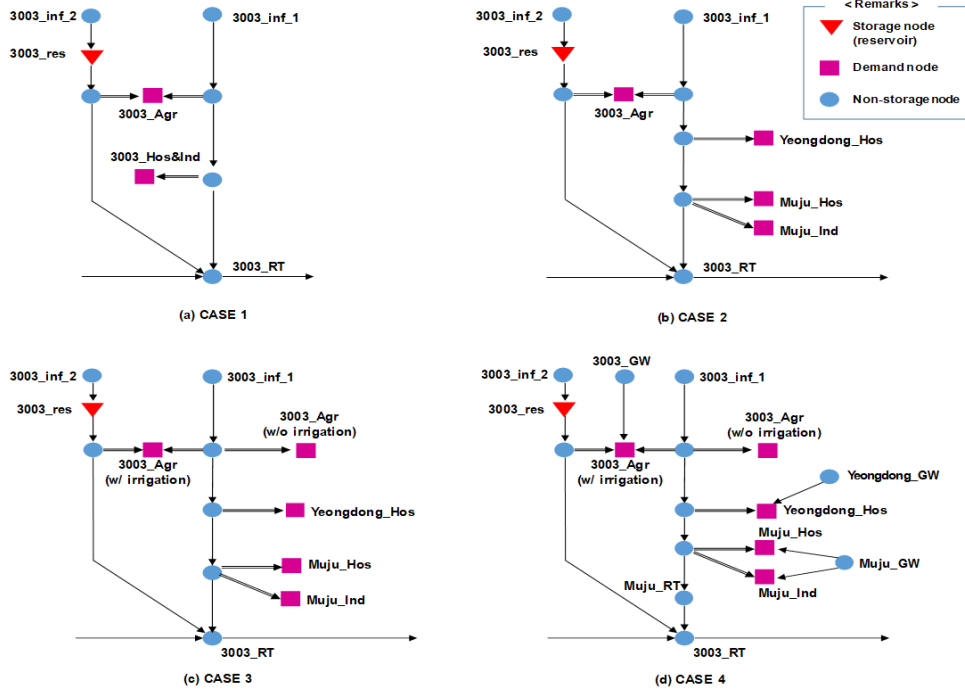 3003_inf_2
3003_inf_1
3003_res
3003_Agr
3003_Hos&Ind
3003_RT
(a) CASE 1
3003_inf_2
3003_inf_1
3003_res
3003_Agr
Yeongdong_Hos
Muju_Hos
Muju_Ind
3003_RT
(b) CASE 2
< Remarks >
Storage node
(reservoir)
Demand node
Non-storage node
3003_inf_2
3003_inf_1
3003_res
3003_Agr
(w/o irrigation)
3003_Agr
(w/ irrigation)
Yeongdong_Hos
Muju_Hos
Muju_Ind
3003_RT
(c) CASE 3
3003_GW
3003_inf_2
3003_inf_1
3003_res
3003_Agr
(w/o irrigation)
3003_Agr
(w/ irrigation)
Yeongdong_GW
Yeongdong_Hos
Muju_Hos
Muju_GW
Muju_Ind
Muju_RT
3003_RT
(d) CASE 4